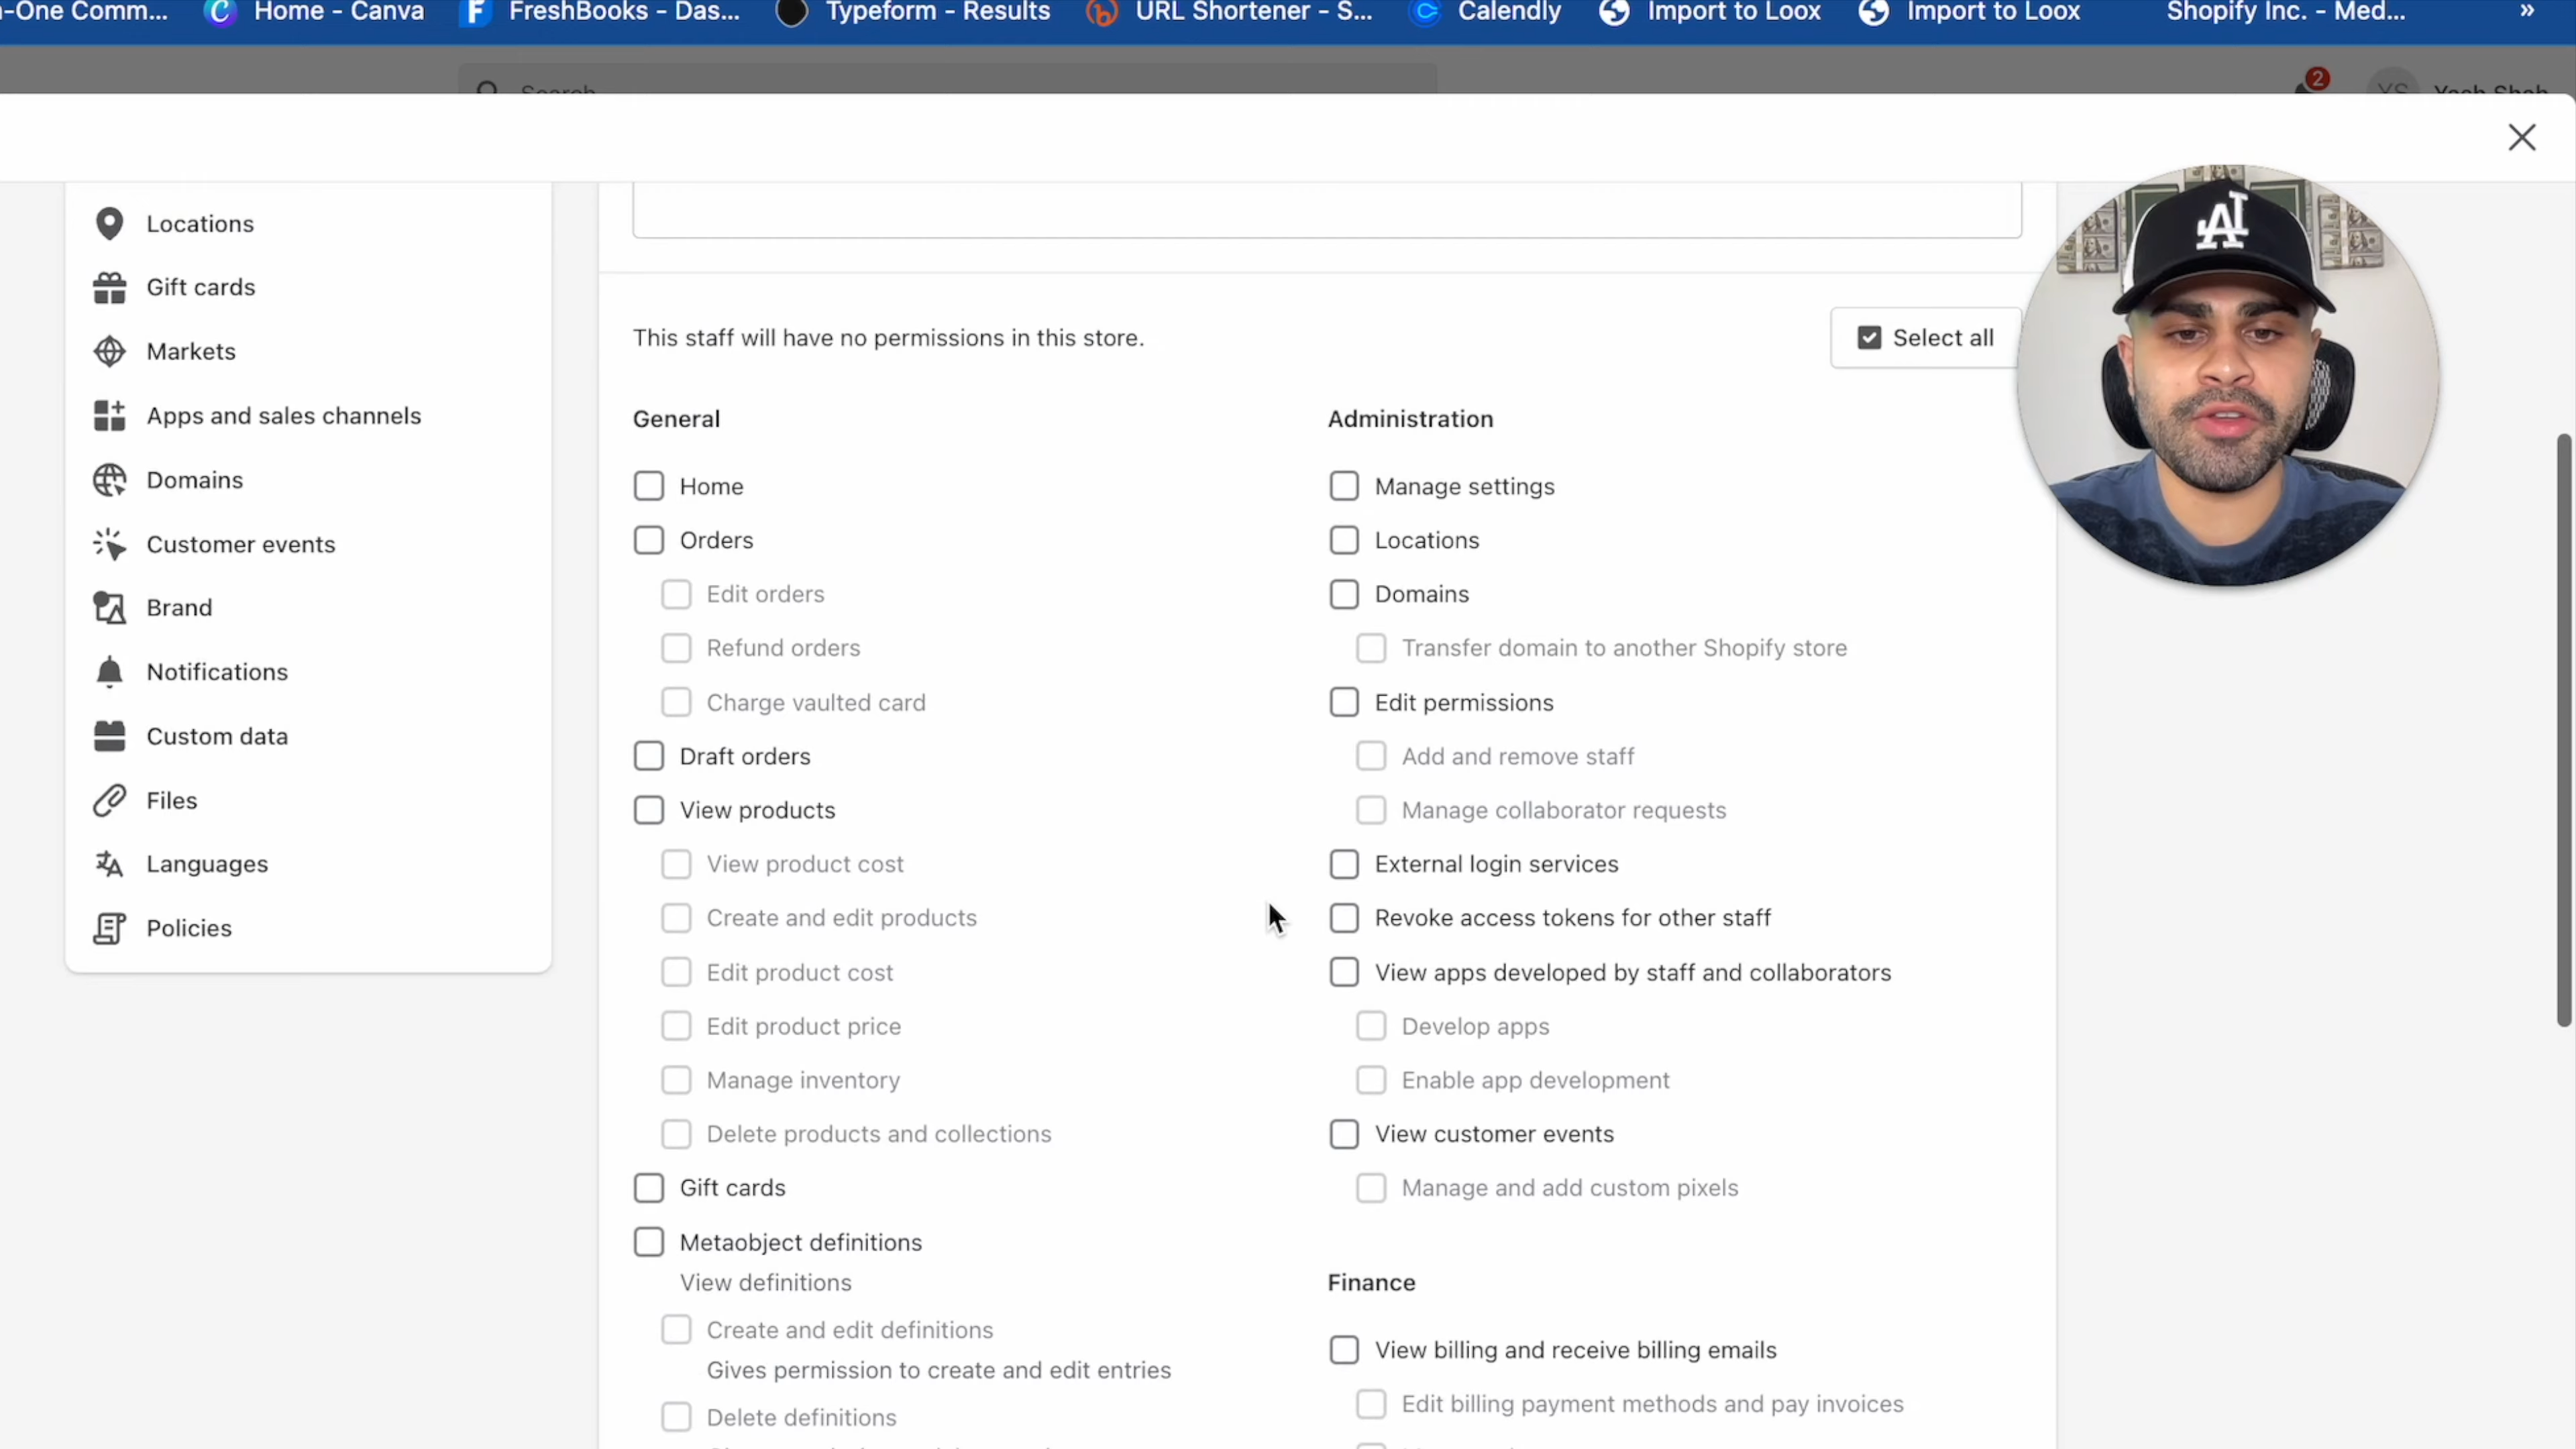 -One Comm... Home - Canva FreshBooks - Das... Typeform - Results URL Shortener - S... Calendly Import to Loox Import to Loox Shopify Inc. - Med... »
Search 2 YS Yash Shah
Locations
Gift cards
Markets
Apps and sales channels
Domains
Customer events
Brand
Notifications
Custom data
Files
Languages
Policies
This staff will have no permissions in this store.
Select all
General
Home
Orders
Edit orders
Refund orders
Charge vaulted card
Draft orders
View products
View product cost
Create and edit products
Edit product cost
Edit product price
Manage inventory
Delete products and collections
Gift cards
Metaobject definitions
View definitions
Create and edit definitions
Gives permission to create and edit entries
Delete definitions
Administration
Manage settings
Locations
Domains
Transfer domain to another Shopify store
Edit permissions
Add and remove staff
Manage collaborator requests
External login services
Revoke access tokens for other staff
View apps developed by staff and collaborators
Develop apps
Enable app development
View customer events
Manage and add custom pixels
Finance
View billing and receive billing emails
Edit billing payment methods and pay invoices